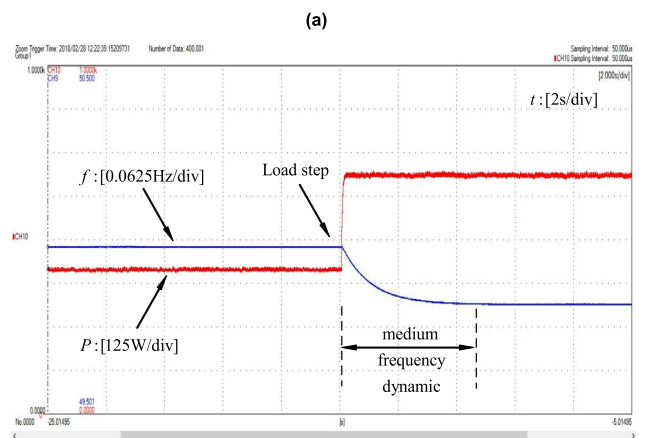 (a)
Zoom Trigger Time: 2018/02/28 12:22:39.15209731 Number of Data: 400,001 Sampling Interval: 50.000us
Group1 CH10 Sampling Interval: 50.000us
1.0000k CH10 1.0000k [2.000s/div]
CH9 50.500
t:[2s/div]
f:[0.0625Hz/div] Load step
CH10
P:[125W/div]
medium
frequency
dynamic
49.501
0.0000 0.0000
No.0000 -25.01495 [s] -5.01495